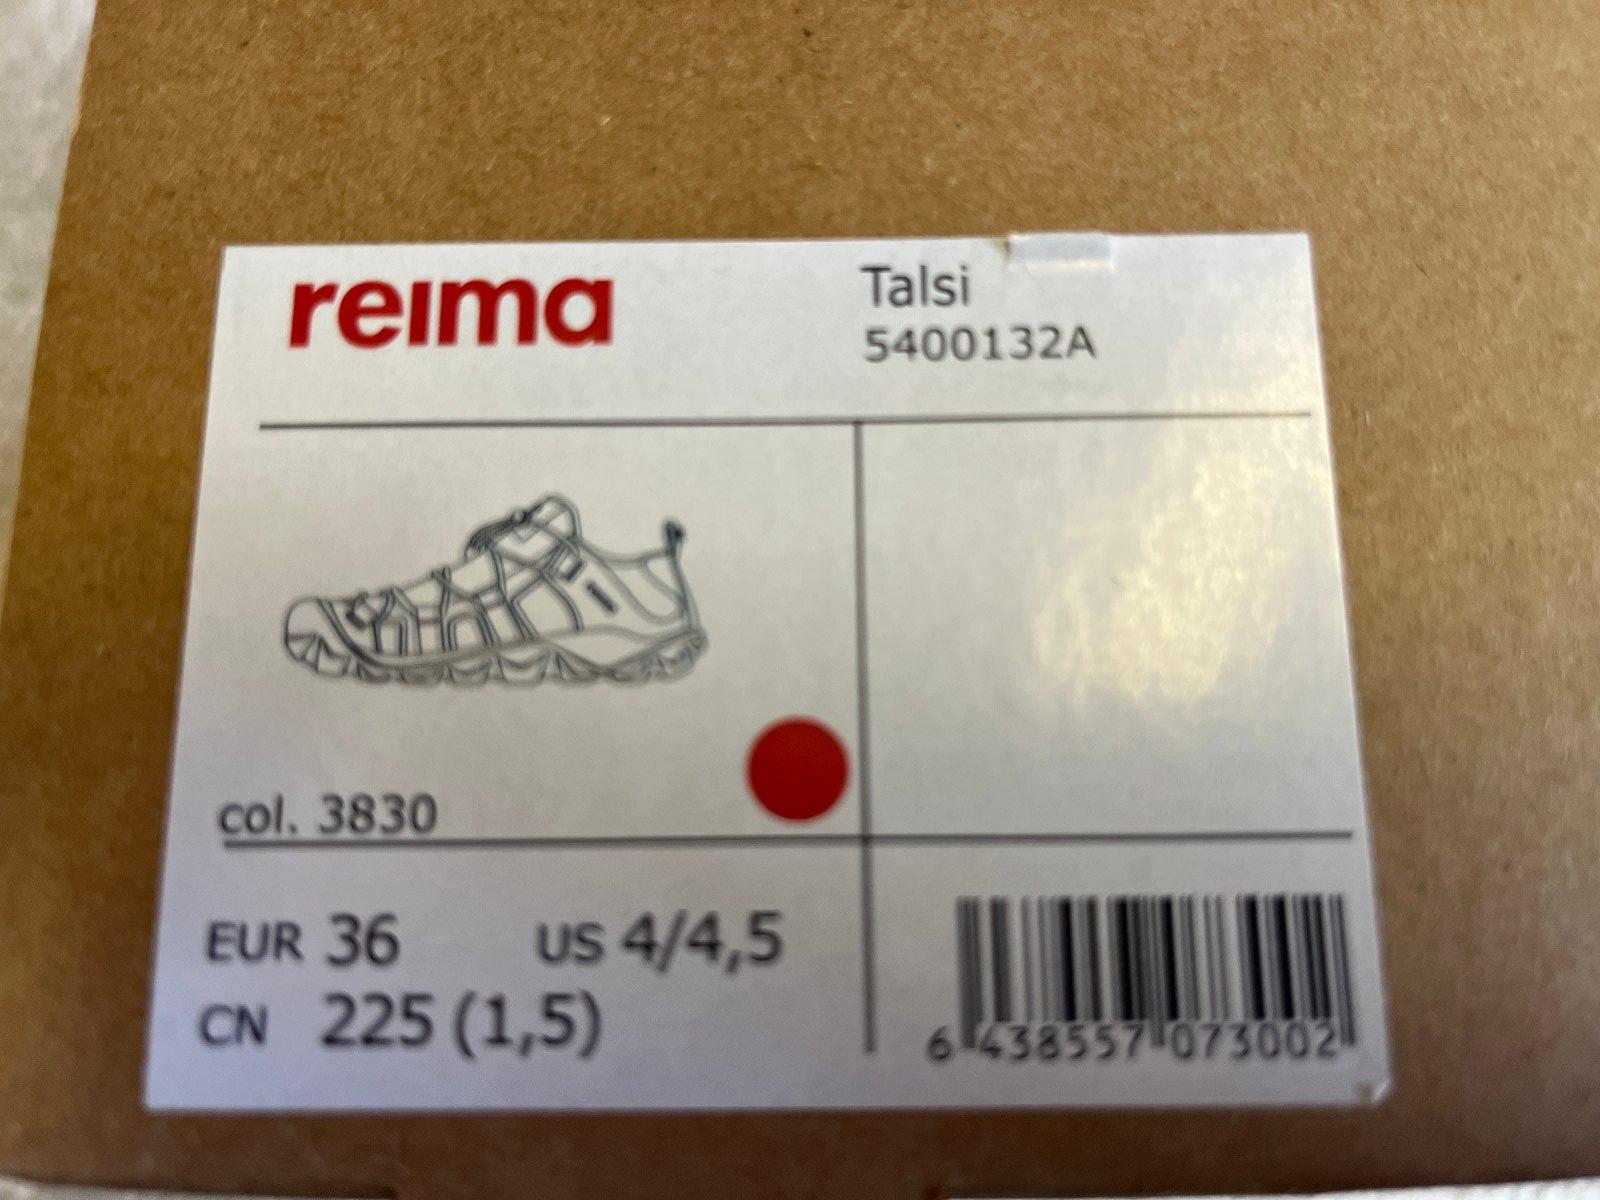 reima
Talsi
5400132A
col. 3830
EUR 36 US 4/4,5
CN 225 (1,5)
6 438557 073002